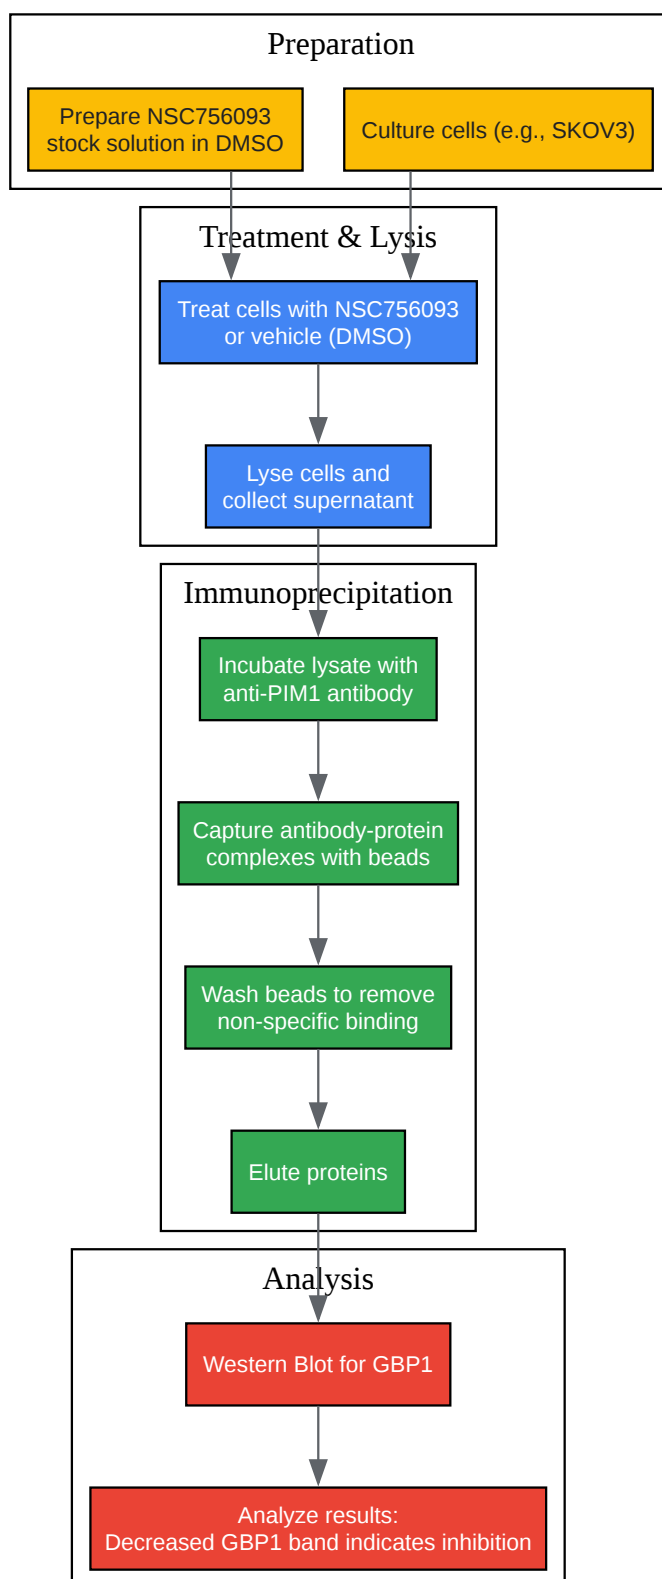 Preparation
Prepare NSC756093
stock solution in DMSO
Culture cells (e.g., SKOV3)
Treatment & Lysis
Treat cells with NSC756093
or vehicle (DMSO)
Lyse cells and
collect supernatant
Immunoprecipitation
Incubate lysate with
anti-PIM1 antibody
Capture antibody-protein
complexes with beads
Wash beads to remove
non-specific binding
Elute proteins
Analysis
Western Blot for GBP1
Analyze results:
Decreased GBP1 band indicates inhibition